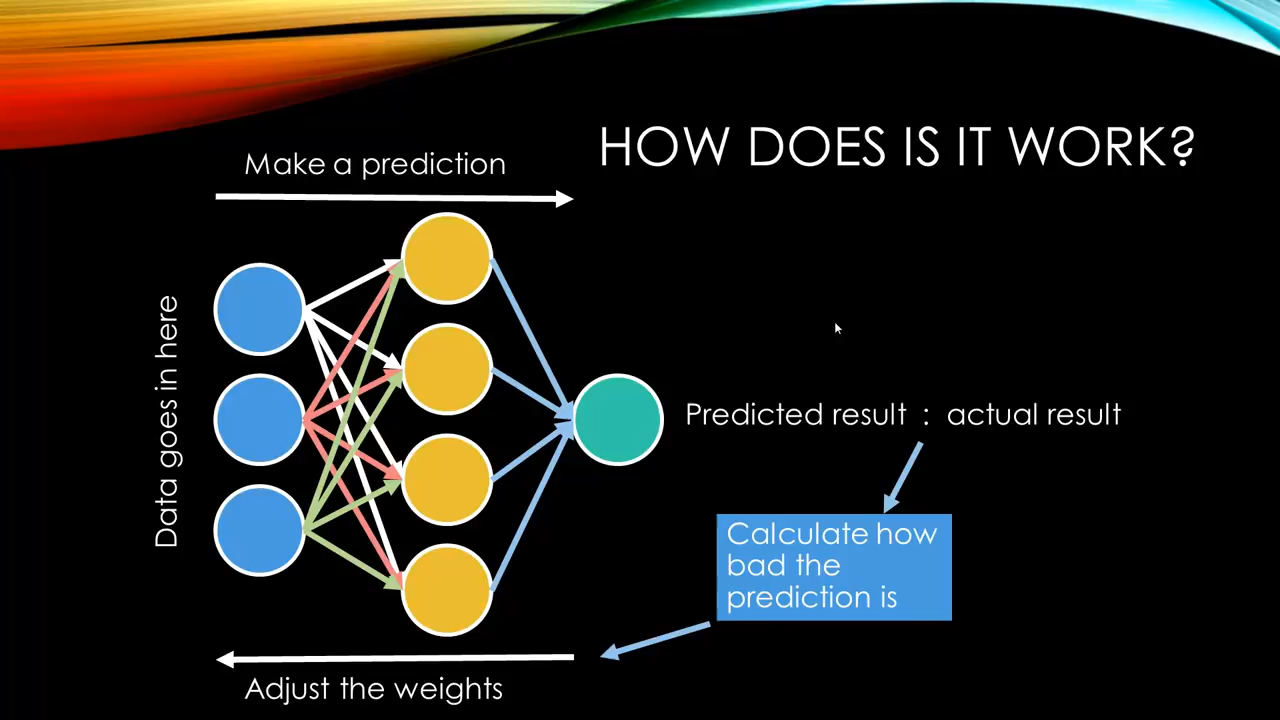 HOW DOES IS IT WORK?
Make a prediction
Data goes in here
Predicted result : actual result
Calculate how
bad the
prediction is
Adjust the weights